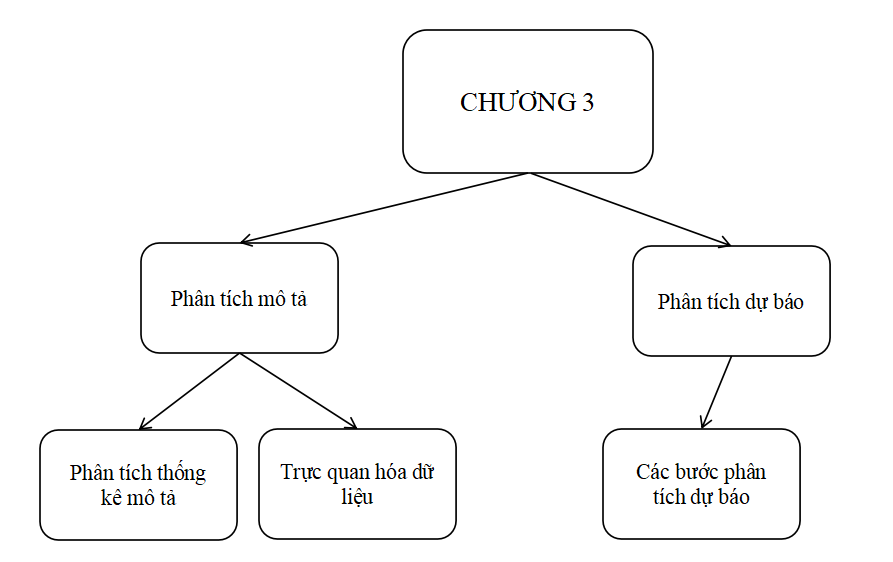 CHƯƠNG 3
Phân tích mô tả
Phân tích dự báo
Phân tích thống
kê mô tả
Trực quan hóa dữ
liệu
Các bước phân
tích dự báo